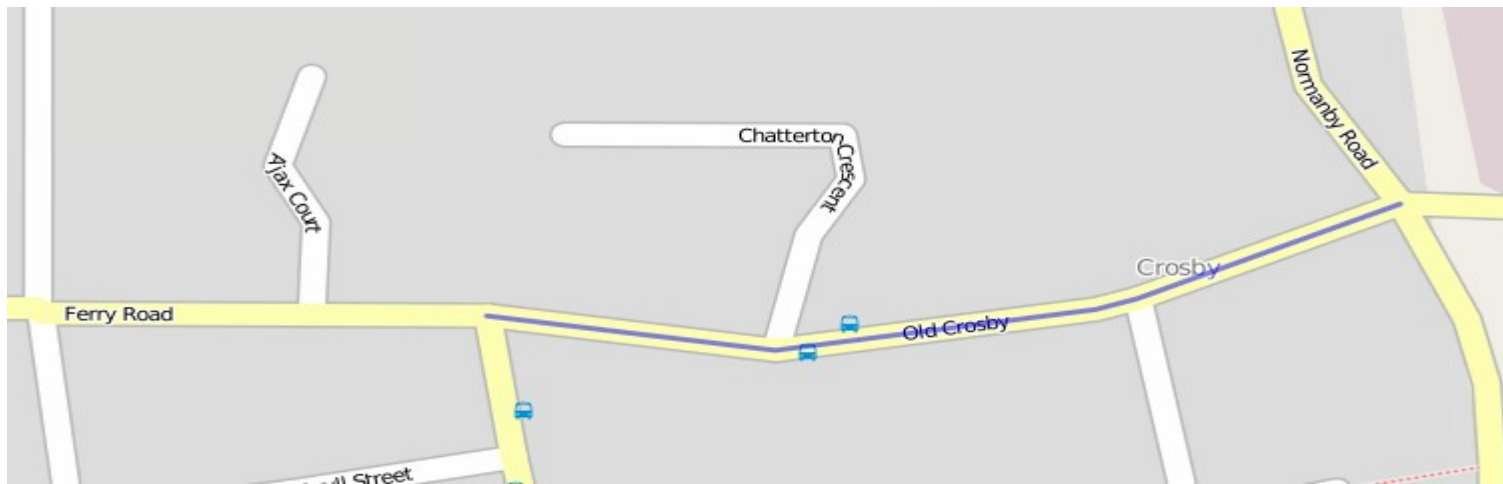 Normanby Road
Chatterton Crescent
Ajax Court
Crosby
Ferry Road
Old Crosby
Street